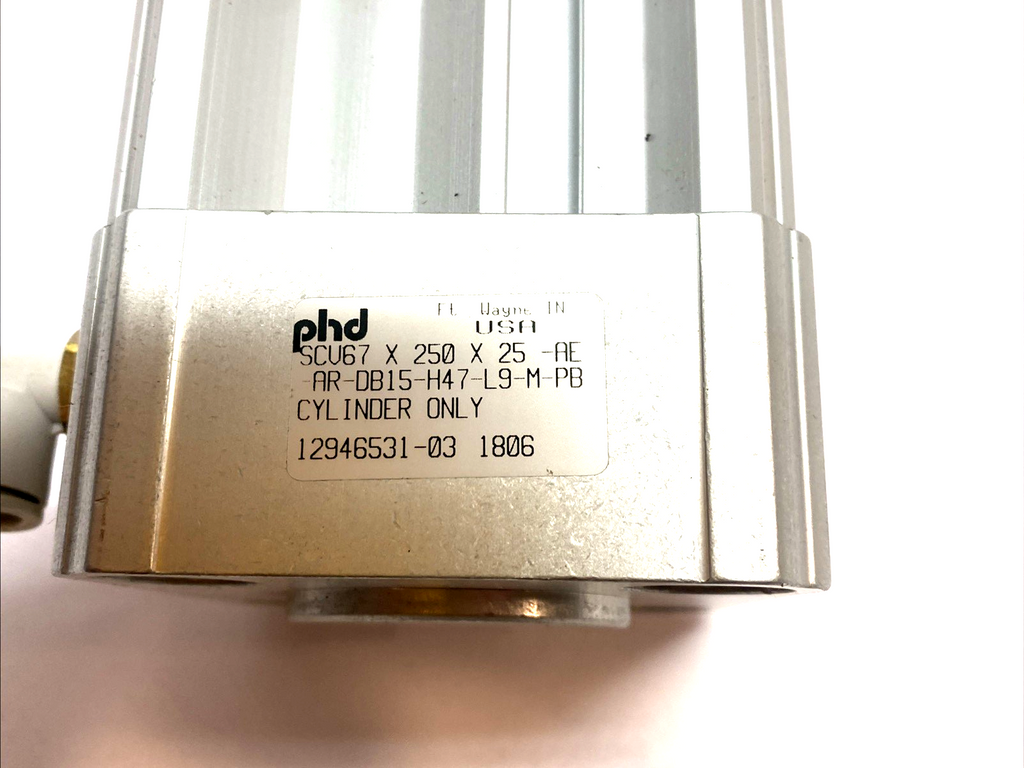 phd Ft. Wayne IN
USA
SCV67 X 250 X 25 -AE
-AR-DB15-H47-L9-M-PB
CYLINDER ONLY
12946531-03 1806